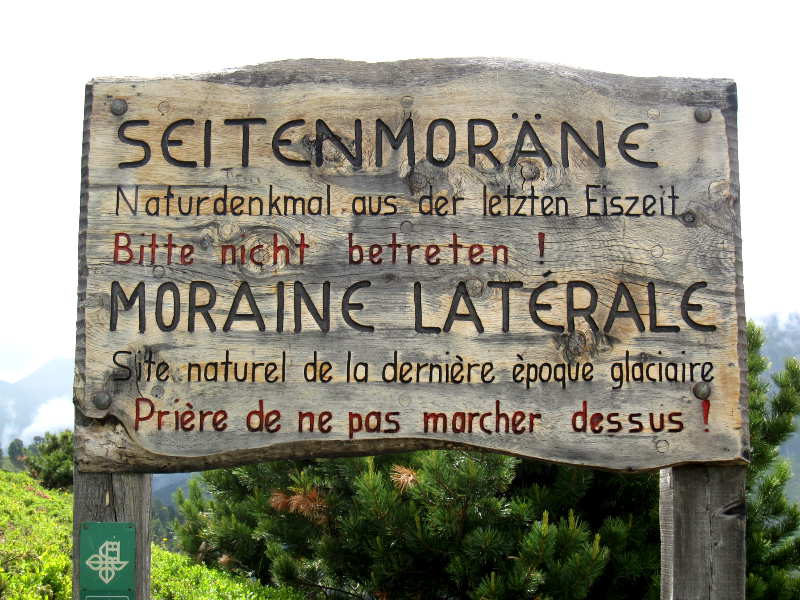 SEITENMORÄNE
Naturdenkmal aus der letzten Eiszeit
Bitte nicht betreten !
MORAINE LATÉRALE
Site naturel de la dernière èpoque glaciaire
Prière de ne pas marcher dessus !